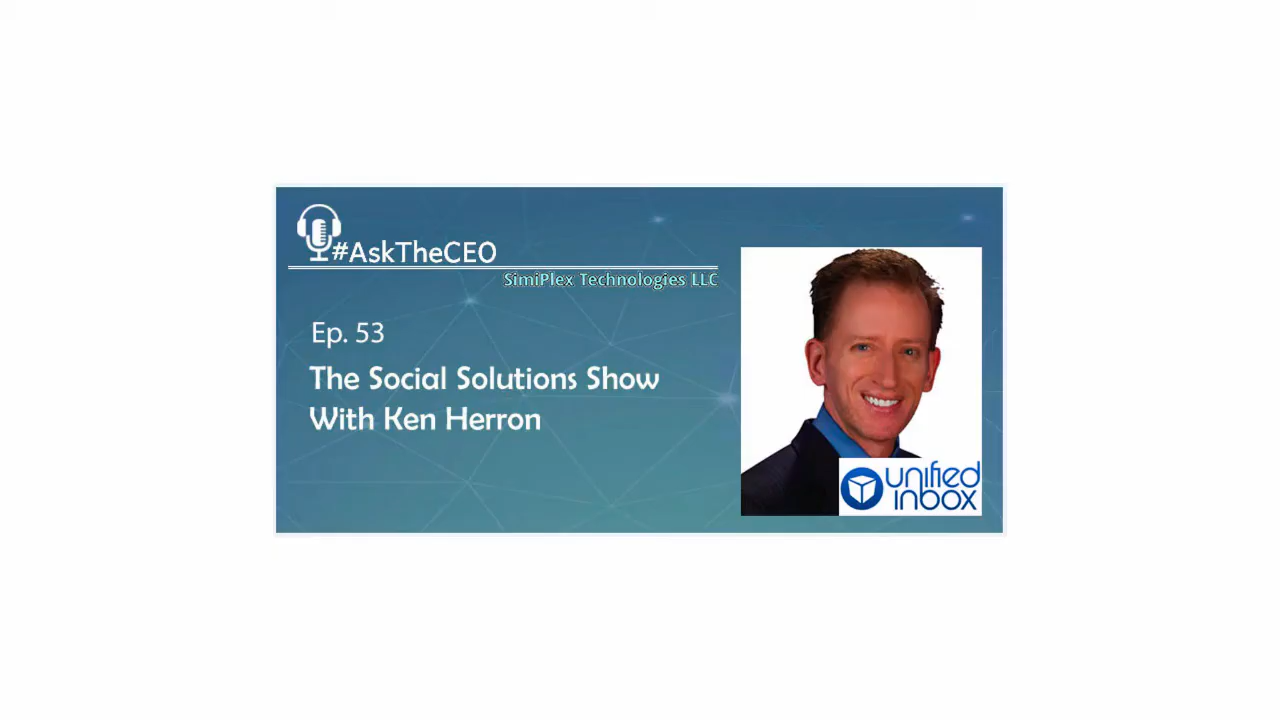 #AskTheCEO
SimiPlex Technologies LLC
Ep. 53
The Social Solutions Show
With Ken Herron
unified
inbox